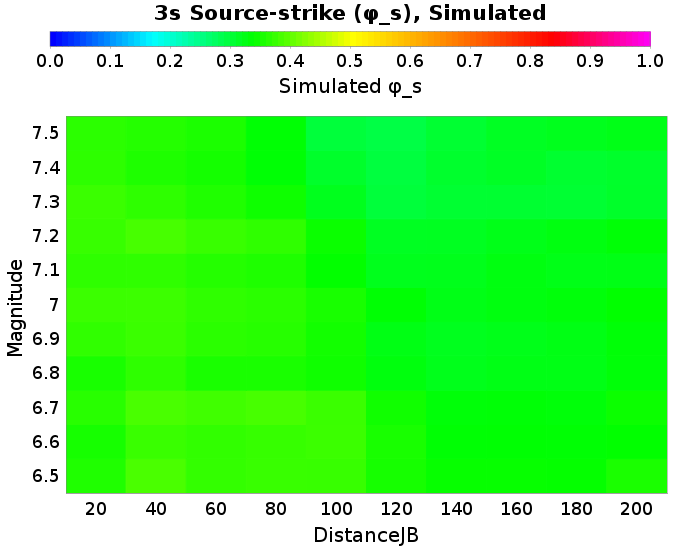 3s Source-strike (φ_s), Simulated
0.0 0.1 0.2 0.3 0.4 0.5 0.6 0.7 0.8 0.9 1.0
Simulated φ_s
7.5
7.4
7.3
7.2
7.1
7
6.9
6.8
6.7
6.6
6.5
Magnitude
20 40 60 80 100 120 140 160 180 200
DistanceJB